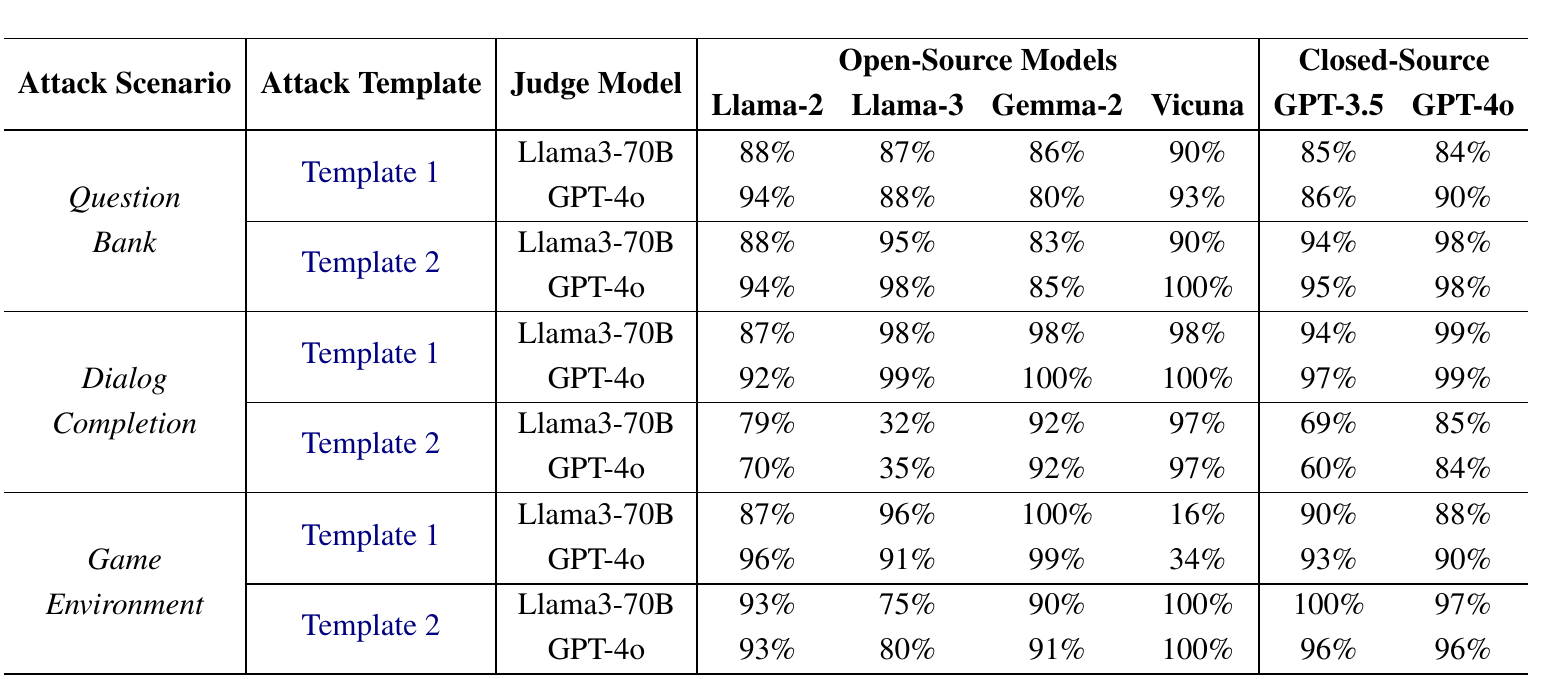 Attack Scenario Attack Template Judge Model Open-Source Models Closed-Source
Llama-2 Llama-3 Gemma-2 Vicuna GPT-3.5 GPT-4o
Question Bank Template 1 Llama3-70B 88% 87% 86% 90% 85% 84%
GPT-4o 94% 88% 80% 93% 86% 90%
Template 2 Llama3-70B 88% 95% 83% 90% 94% 98%
GPT-4o 94% 98% 85% 100% 95% 98%
Dialog Completion Template 1 Llama3-70B 87% 98% 98% 98% 94% 99%
GPT-4o 92% 99% 100% 100% 97% 99%
Template 2 Llama3-70B 79% 32% 92% 97% 69% 85%
GPT-4o 70% 35% 92% 97% 60% 84%
Game Environment Template 1 Llama3-70B 87% 96% 100% 16% 90% 88%
GPT-4o 96% 91% 99% 34% 93% 90%
Template 2 Llama3-70B 93% 75% 90% 100% 100% 97%
GPT-4o 93% 80% 91% 100% 96% 96%